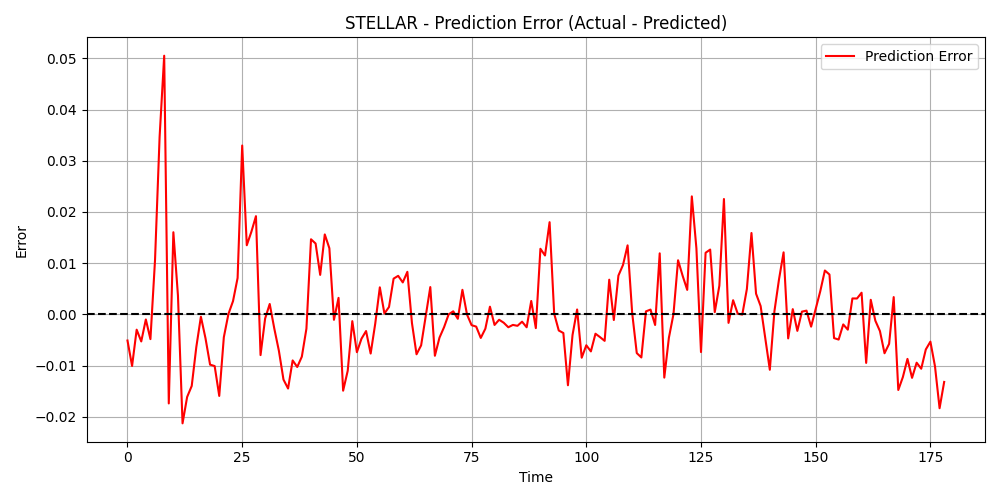 STELLAR - Prediction Error (Actual - Predicted)
Prediction Error
0.05
0.04
0.03
0.02
0.01
0.00
−0.01
−0.02
Error
0 25 50 75 100 125 150 175
Time